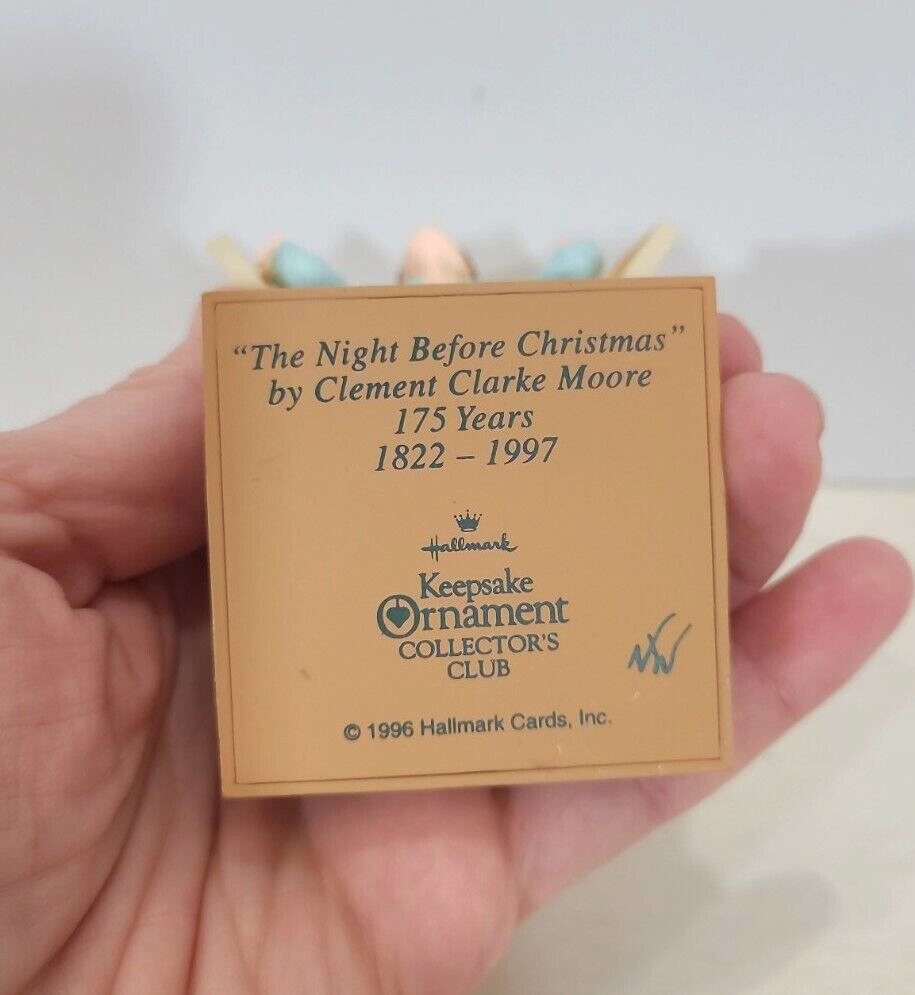 “The Night Before Christmas”
by Clement Clarke Moore
175 Years
1822 – 1997
Hallmark
Keepsake
Ornament
COLLECTOR'S
CLUB
© 1996 Hallmark Cards, Inc.